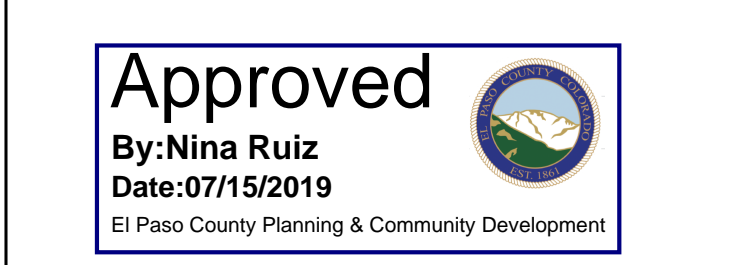 Approved
By:Nina Ruiz
Date:07/15/2019
El Paso County Planning & Community Development
EL PASO COUNTY COLORADO
EST. 1861